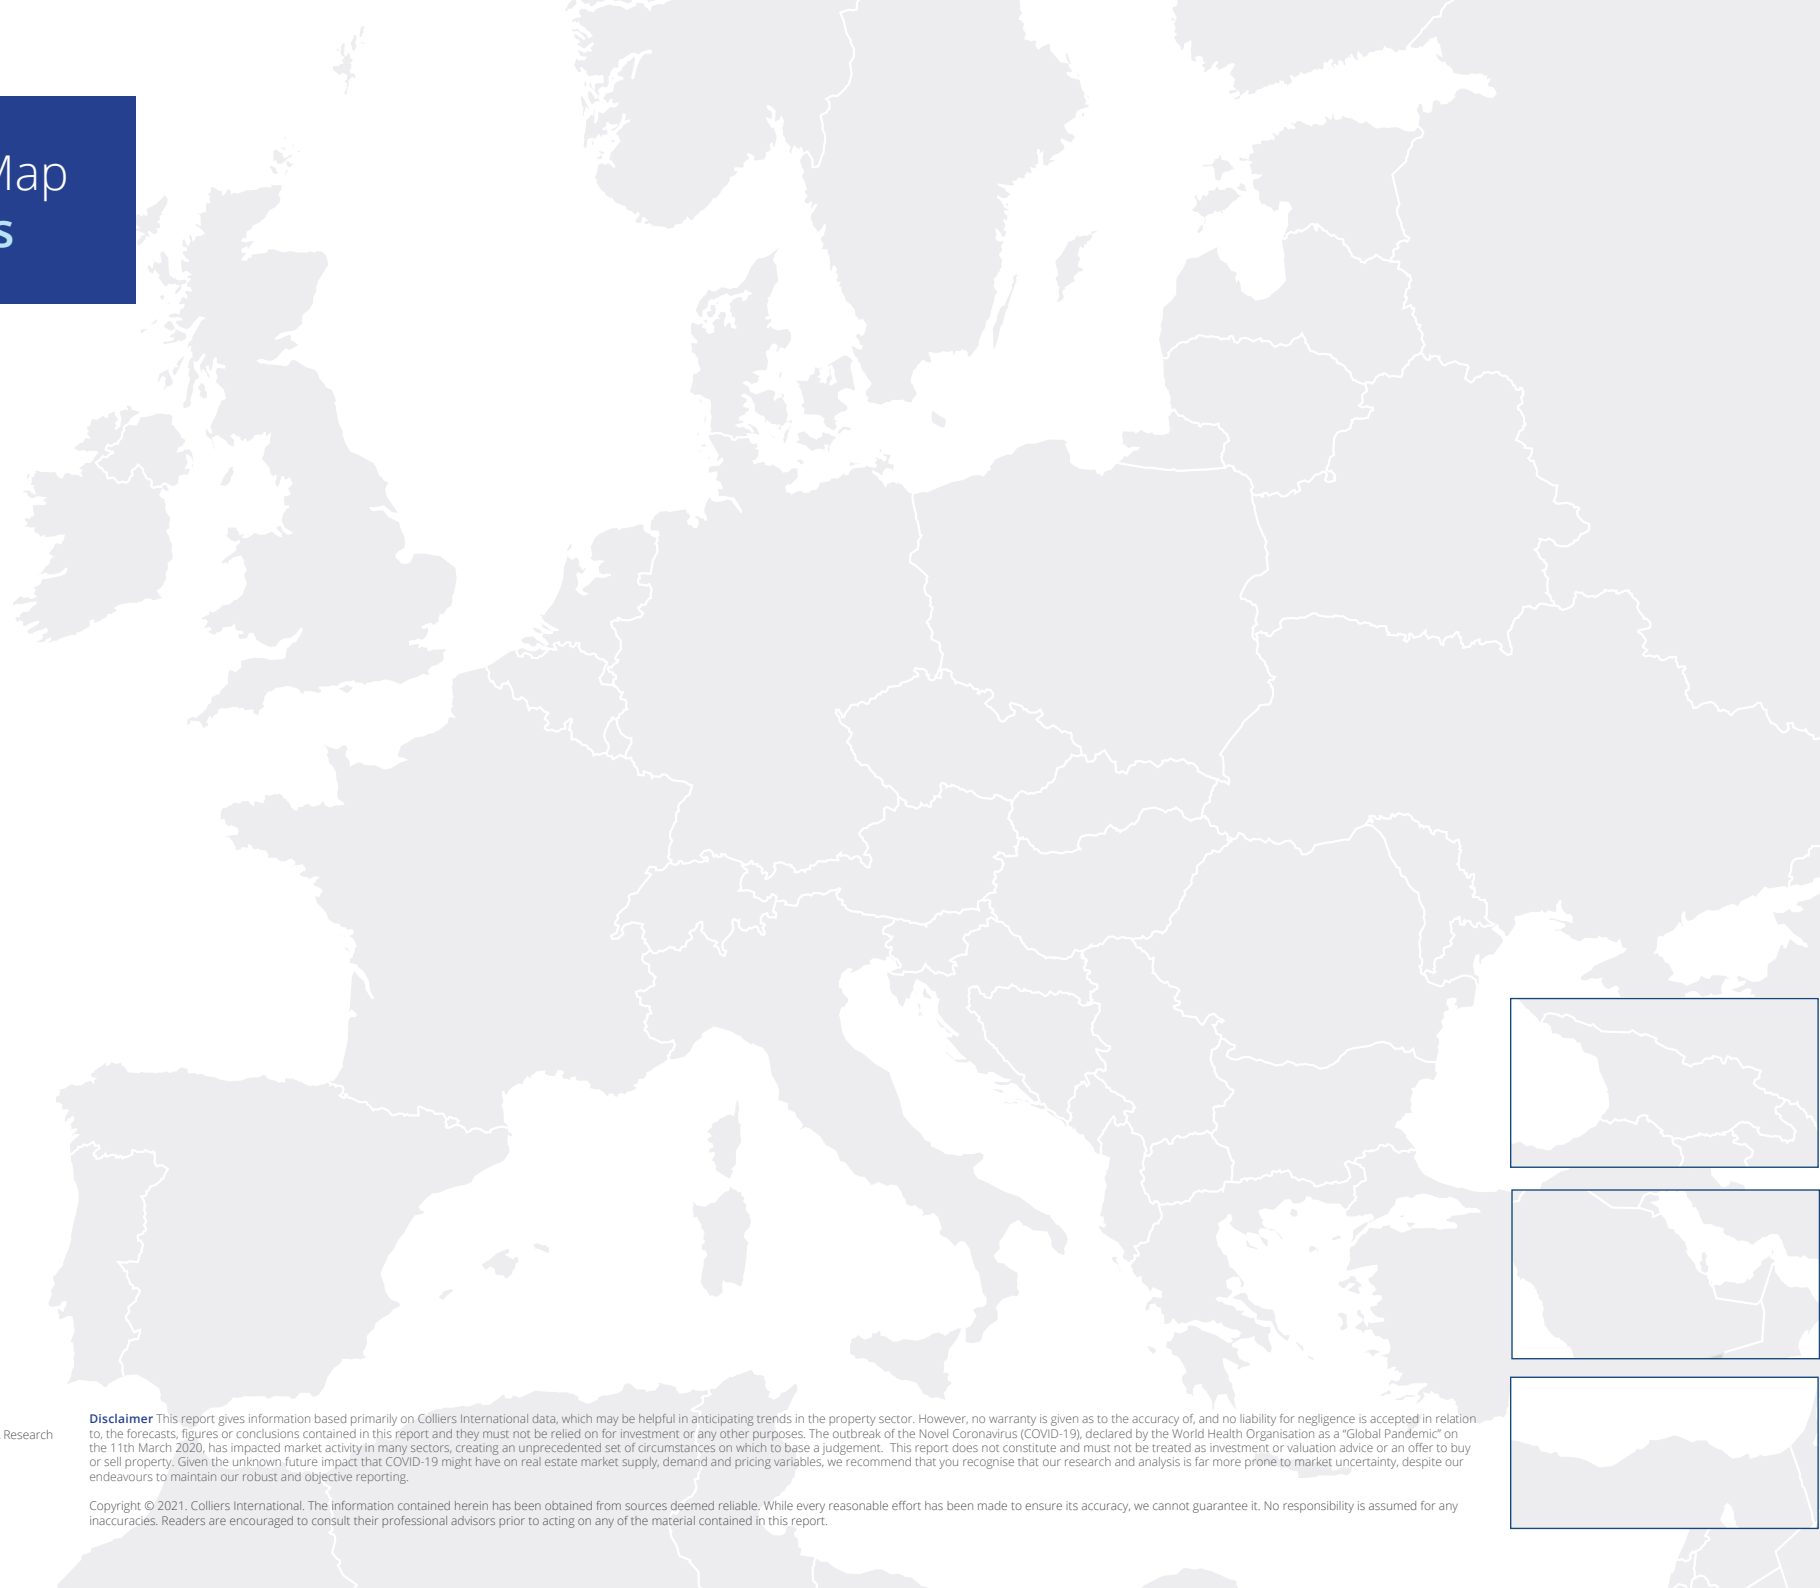 Map
s
Research
Disclaimer This report gives information based primarily on Colliers International data, which may be helpful in anticipating trends in the property sector. However, no warranty is given as to the accuracy of, and no liability for negligence is accepted in relation
to, the forecasts, figures or conclusions contained in this report and they must not be relied on for investment or any other purposes. The outbreak of the Novel Coronavirus (COVID-19), declared by the World Health Organisation as a “Global Pandemic” on
the 11th March 2020, has impacted market activity in many sectors, creating an unprecedented set of circumstances on which to base a judgement. This report does not constitute and must not be treated as investment or valuation advice or an offer to buy
or sell property. Given the unknown future impact that COVID-19 might have on real estate market supply, demand and pricing variables, we recommend that you recognise that our research and analysis is far more prone to market uncertainty, despite our
endeavours to maintain our robust and objective reporting.
Copyright © 2021. Colliers International. The information contained herein has been obtained from sources deemed reliable. While every reasonable effort has been made to ensure its accuracy, we cannot guarantee it. No responsibility is assumed for any
inaccuracies. Readers are encouraged to consult their professional advisors prior to acting on any of the material contained in this report.